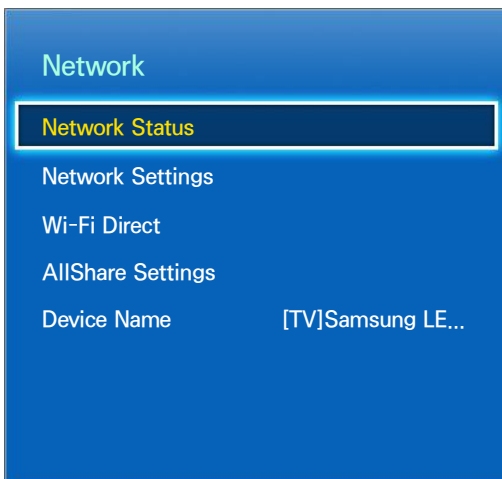 Network
Network Status
Network Settings
Wi-Fi Direct
AllShare Settings
Device Name [TV]Samsung LE...